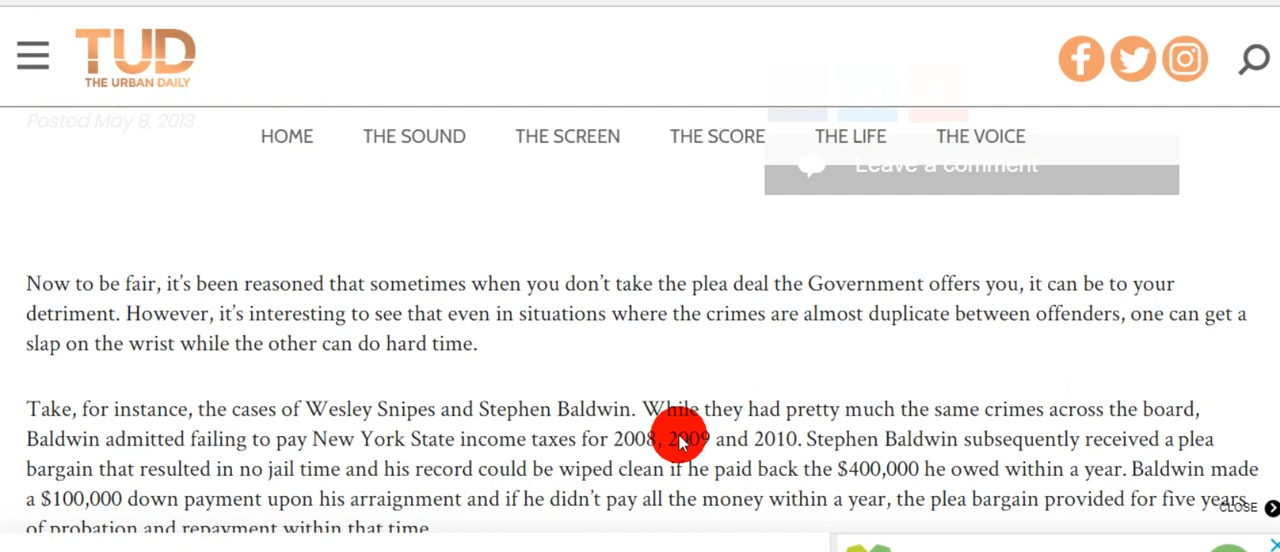 TUD
THE URBAN DAILY
Posted May 8, 2013
HOME THE SOUND THE SCREEN THE SCORE THE LIFE THE VOICE
Leave a comment
Now to be fair, it's been reasoned that sometimes when you don't take the plea deal the Government offers you, it can be to your
detriment. However, it's interesting to see that even in situations where the crimes are almost duplicate between offenders, one can get a
slap on the wrist while the other can do hard time.
Take, for instance, the cases of Wesley Snipes and Stephen Baldwin. While they had pretty much the same crimes across the board,
Baldwin admitted failing to pay New York State income taxes for 2008, 2009 and 2010. Stephen Baldwin subsequently received a plea
bargain that resulted in no jail time and his record could be wiped clean if he paid back the $400,000 he owed within a year. Baldwin made
a $100,000 down payment upon his arraignment and if he didn't pay all the money within a year, the plea bargain provided for five years
CLOSE
of probation and repayment within that time.